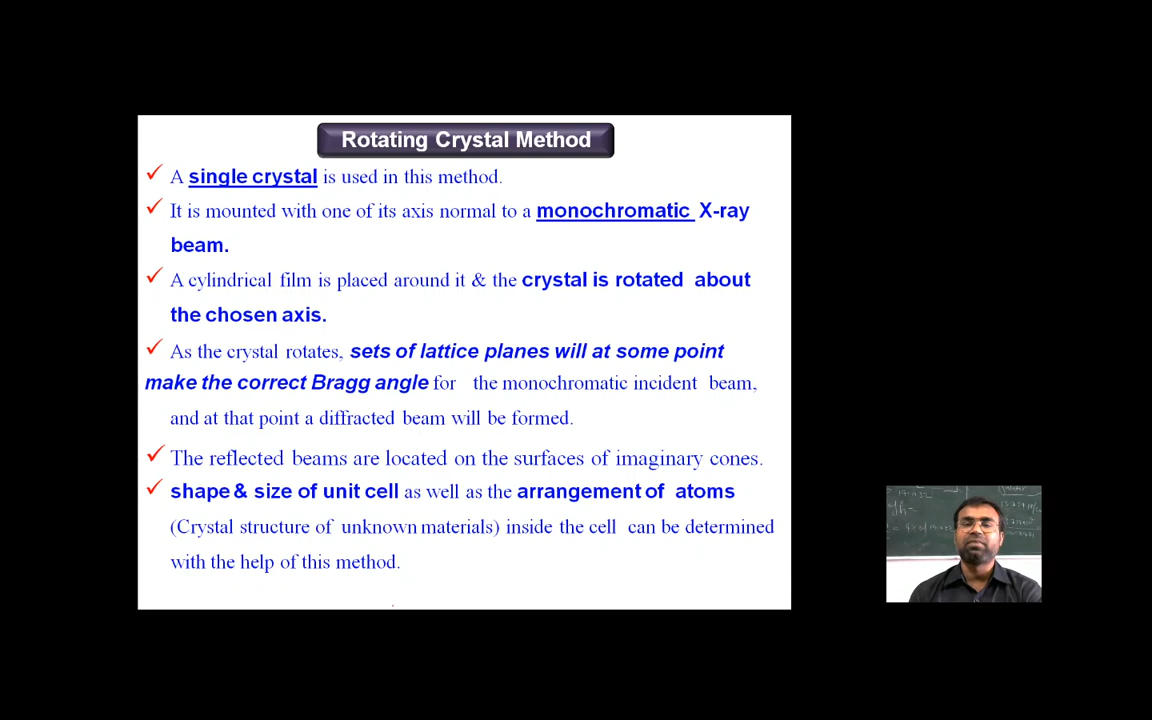 Rotating Crystal Method
✓ A single crystal is used in this method.
✓ It is mounted with one of its axis normal to a monochromatic X-ray
beam.
✓ A cylindrical film is placed around it & the crystal is rotated about
the chosen axis.
✓ As the crystal rotates, sets of lattice planes will at some point
make the correct Bragg angle for the monochromatic incident beam,
and at that point a diffracted beam will be formed.
✓ The reflected beams are located on the surfaces of imaginary cones.
✓ shape & size of unit cell as well as the arrangement of atoms
(Crystal structure of unknown materials) inside the cell can be determined
with the help of this method.